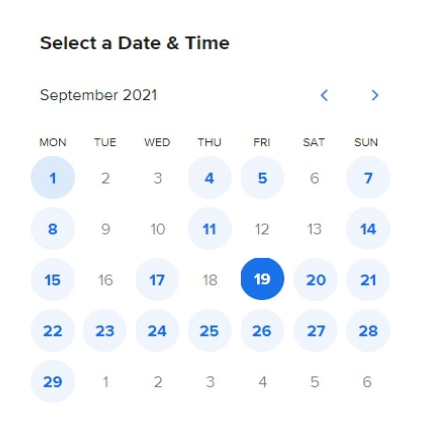 Select a Date & Time
September 2021
MON TUE WED THU FRI SAT SUN
1 2 3 4 5 6 7
8 9 10 11 12 13 14
15 16 17 18 19 20 21
22 23 24 25 26 27 28
29 1 2 3 4 5 6